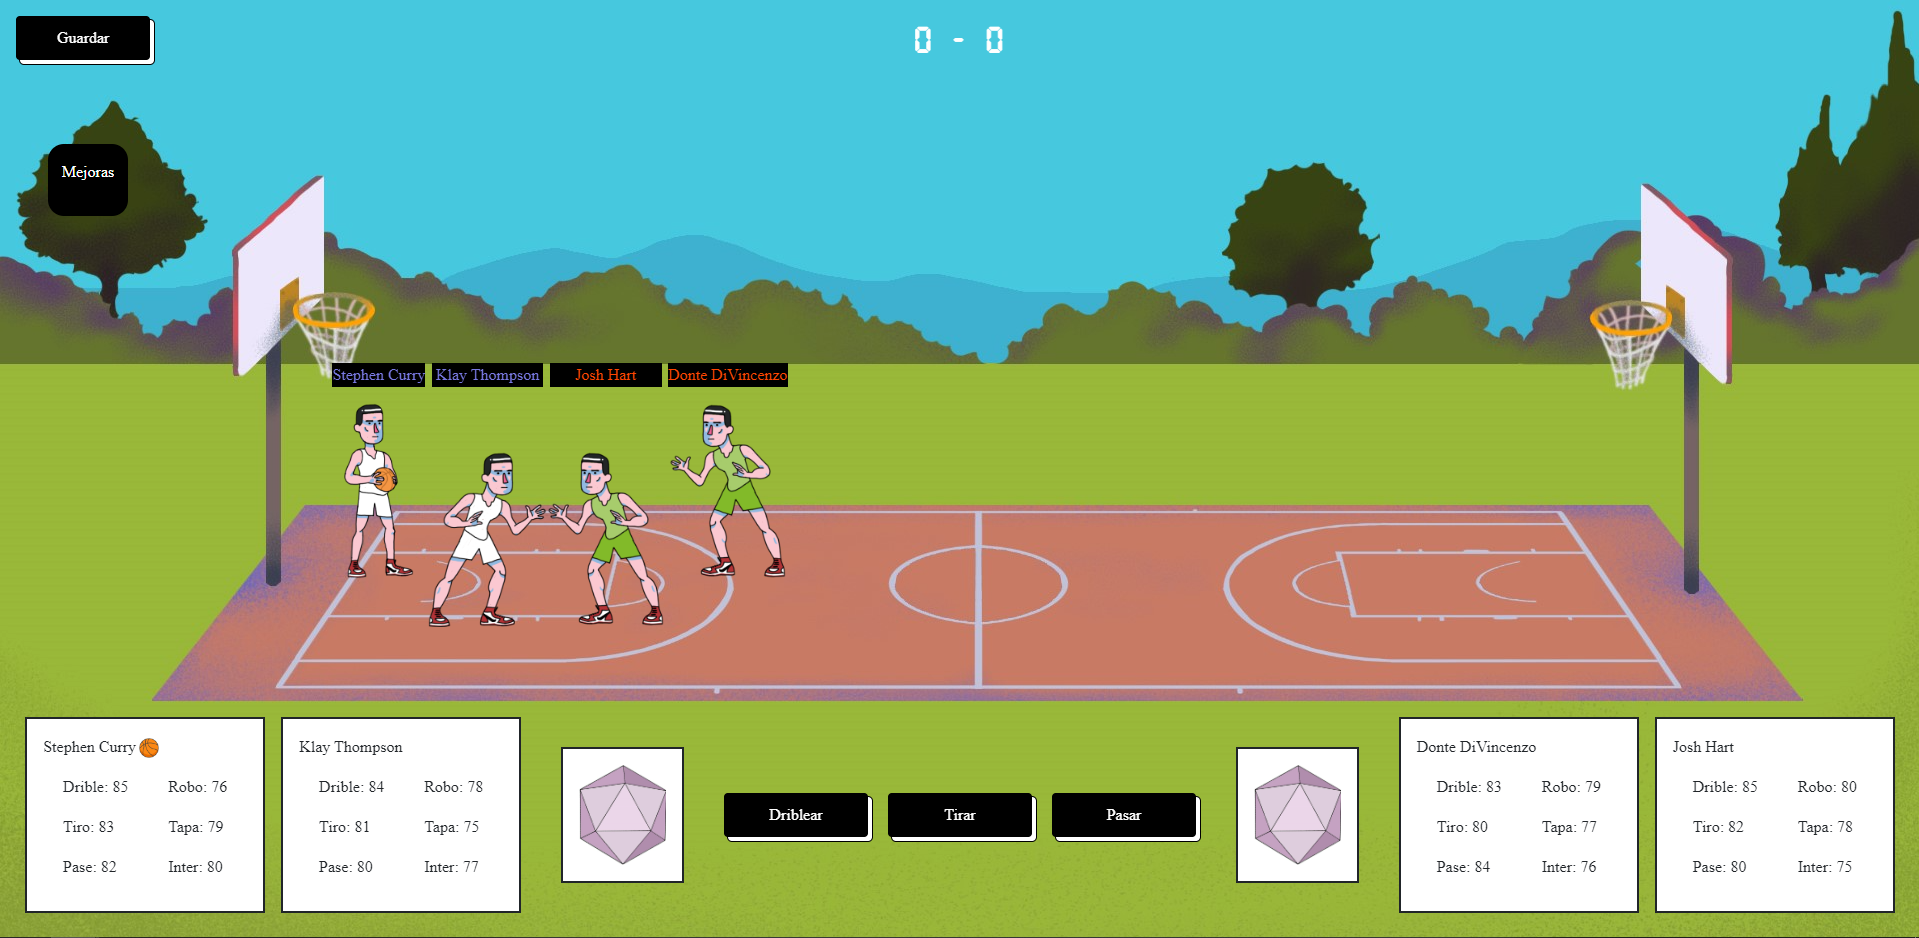 Guardar
0 - 0
Mejoras
Stephen Curry Klay Thompson Josh Hart Donte DiVincenzo
Stephen Curry
Drible: 85 Robo: 76
Tiro: 83 Tapa: 79
Pase: 82 Inter: 80
Klay Thompson
Drible: 84 Robo: 78
Tiro: 81 Tapa: 75
Pase: 80 Inter: 77
Driblear Tirar Pasar
Donte DiVincenzo
Drible: 83 Robo: 79
Tiro: 80 Tapa: 77
Pase: 84 Inter: 76
Josh Hart
Drible: 85 Robo: 80
Tiro: 82 Tapa: 78
Pase: 80 Inter: 75